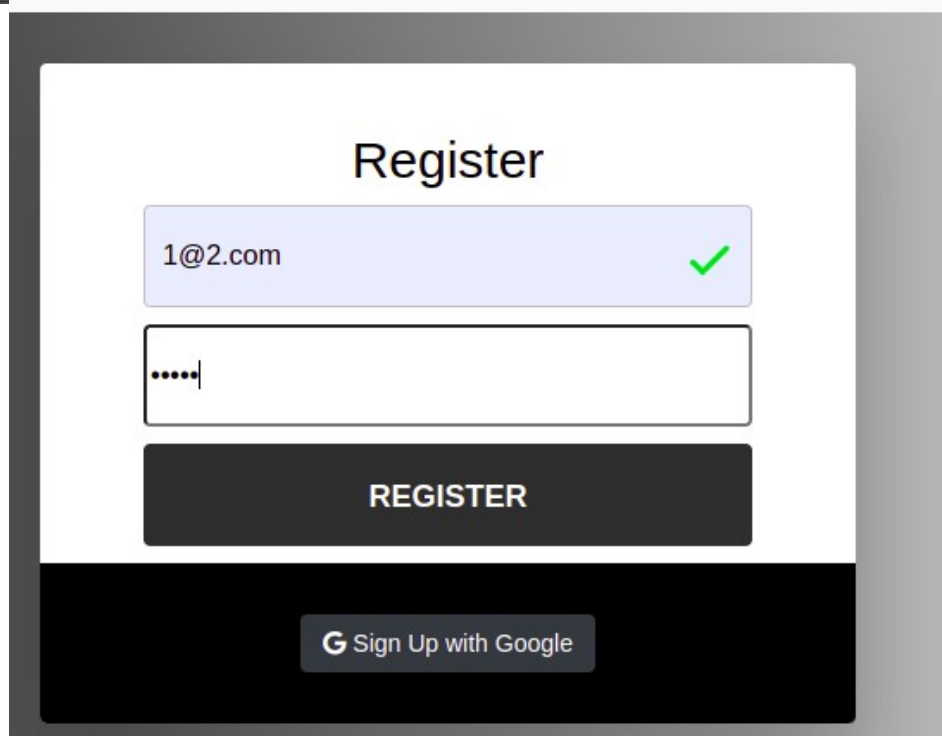 Register
1@2.com
•••••
REGISTER
G Sign Up with Google